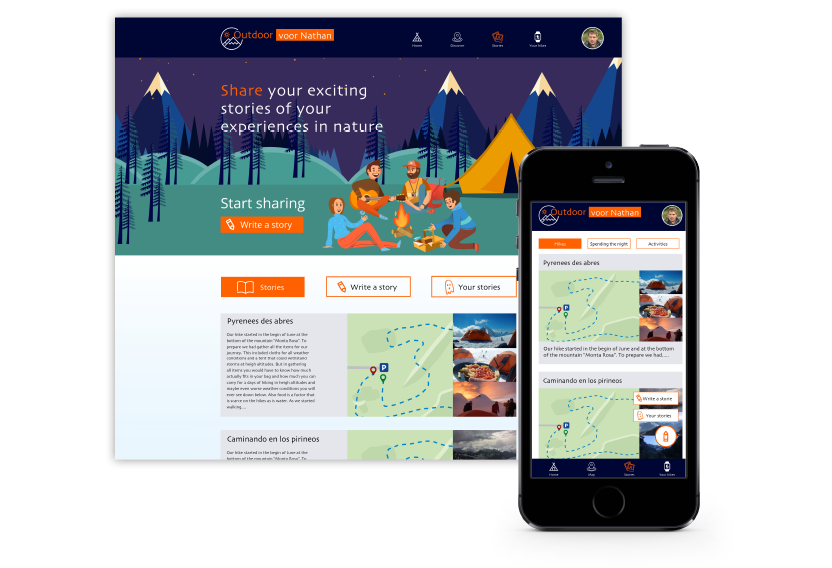 Outdoor voor Nathan
Home
Discover
Stories
Your hikes
Share your exciting
stories of your
experiences in nature
Start sharing
Write a story
Stories
Write a story
Your stories
Pyrenees des abres
Our hike started in the begin of June at the
bottom of the mountain "Monta Rosa". To
prepare we had gather all the items for our
journey. This included cloths for all weather
conditions and a tent that could withstand
storms at heigh altitudes. But in gathering
all items you would have to know how much
actually fits in your bag and how much you can
carry for a days of hiking in heigh altitudes and
maybe even worse weather conditions you will
ever see down below. Also food is a factor that
is scarce on the hikes as is water. As we started
walking....
P
Caminando en los pirineos
Our hike started in the begin of June at the
bottom of the mountain "Monta Rosa". To
prepare we had gather all the items for our
Outdoor voor Nathan
Hikes
Spending the night
Activities
Pyrenees des abres
P
Our hike started in the begin of June and at the bottom
of the mountain "Monta Rosa". To prepare we had.....
Caminando en los pirineos
P
Write a storie
Your stories
Home
Map
Stories
Your Hikes